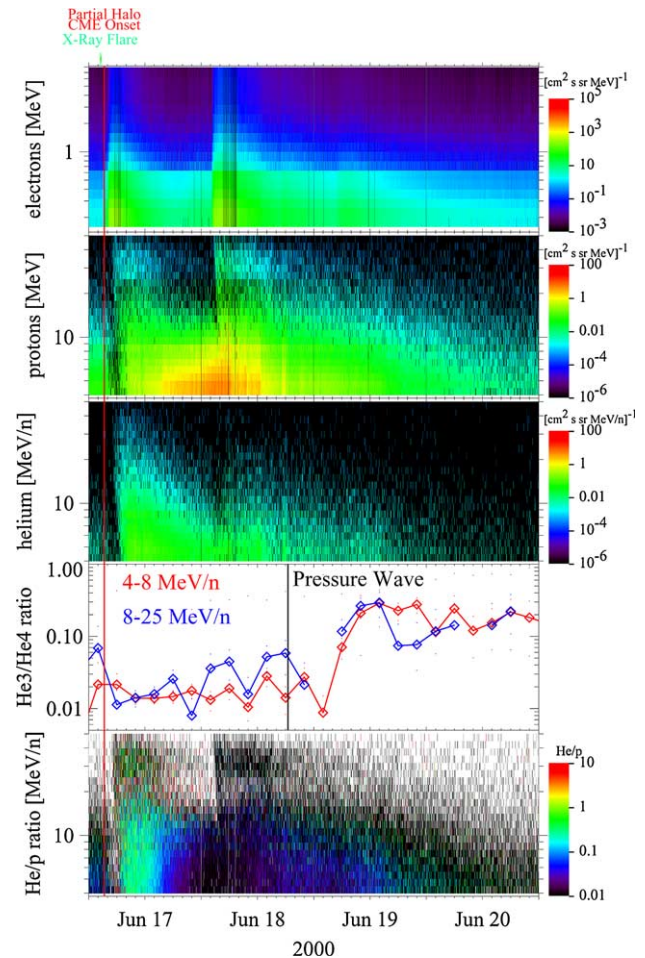 Partial Halo
CME Onset
X-Ray Flare
electrons [MeV]
1
[cm² s sr MeV]⁻¹
10⁵
10³
10¹
10⁻¹
10⁻³
protons [MeV]
10
[cm² s sr MeV]⁻¹
100
1
0.01
10⁻⁴
10⁻⁶
helium [MeV/n]
10
[cm² s sr MeV/n]⁻¹
100
1
0.01
10⁻⁴
10⁻⁶
He3/He4 ratio
1.00
0.10
0.01
4-8 MeV/n
8-25 MeV/n
Pressure Wave
He/p ratio [MeV/n]
10
He/p
10
1
0.1
0.01
Jun 17
Jun 18
Jun 19
Jun 20
2000